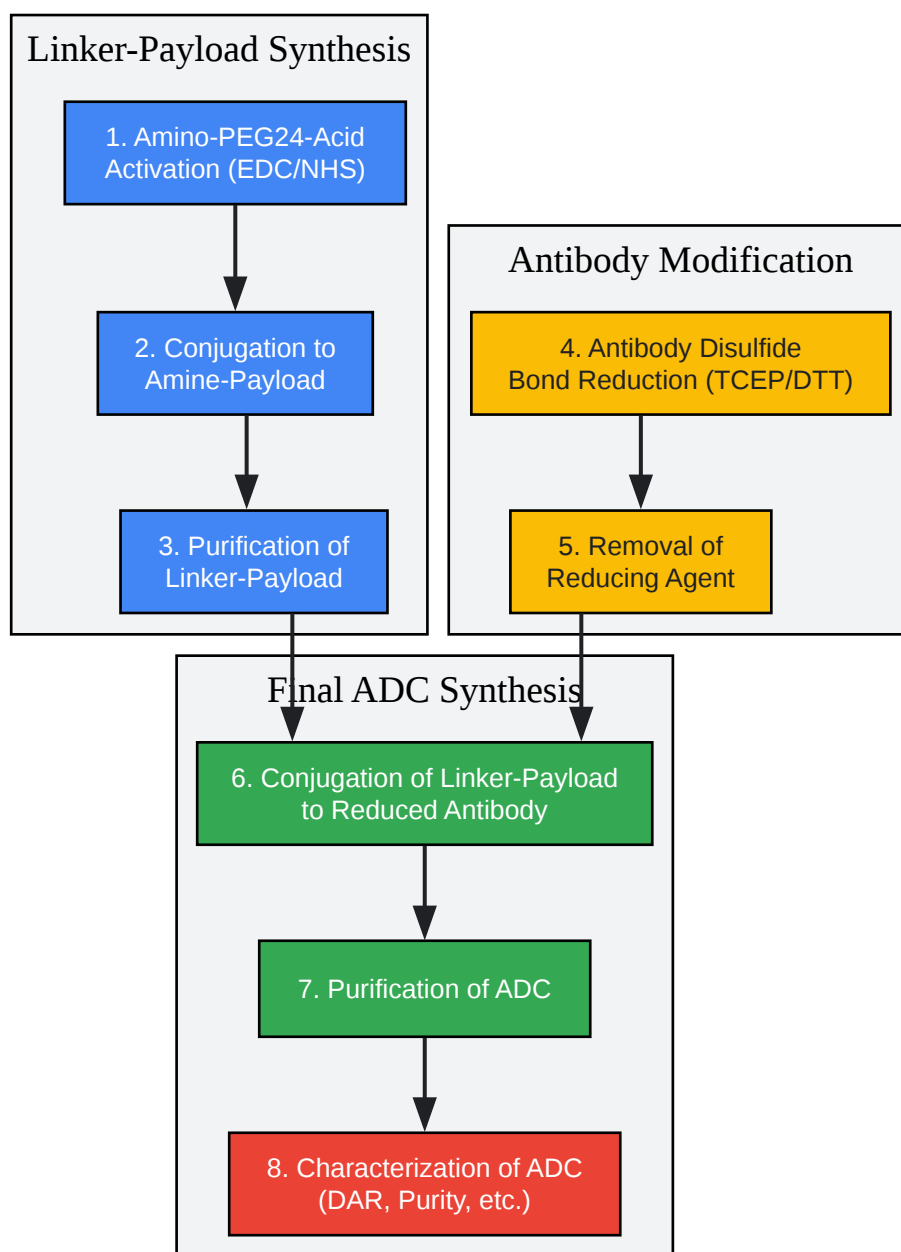 Linker-Payload Synthesis
1. Amino-PEG24-Acid
Activation (EDC/NHS)
2. Conjugation to
Amine-Payload
3. Purification of
Linker-Payload
Antibody Modification
4. Antibody Disulfide
Bond Reduction (TCEP/DTT)
5. Removal of
Reducing Agent
Final ADC Synthesis
6. Conjugation of Linker-Payload
to Reduced Antibody
7. Purification of ADC
8. Characterization of ADC
(DAR, Purity, etc.)